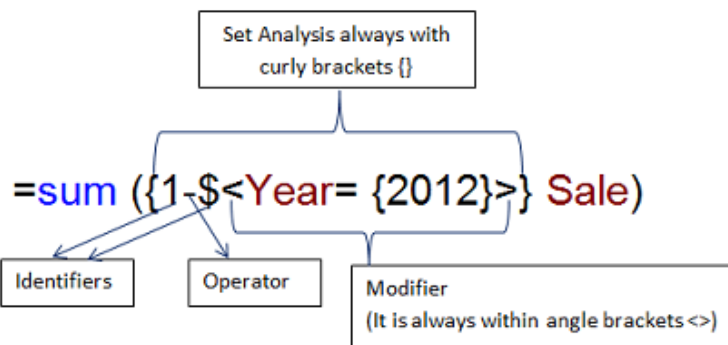 Set Analysis always with
curly brackets {}
=sum ({1-$<Year= {2012}>} Sale)
Identifiers
Operator
Modifier
(It is always within angle brackets <>)